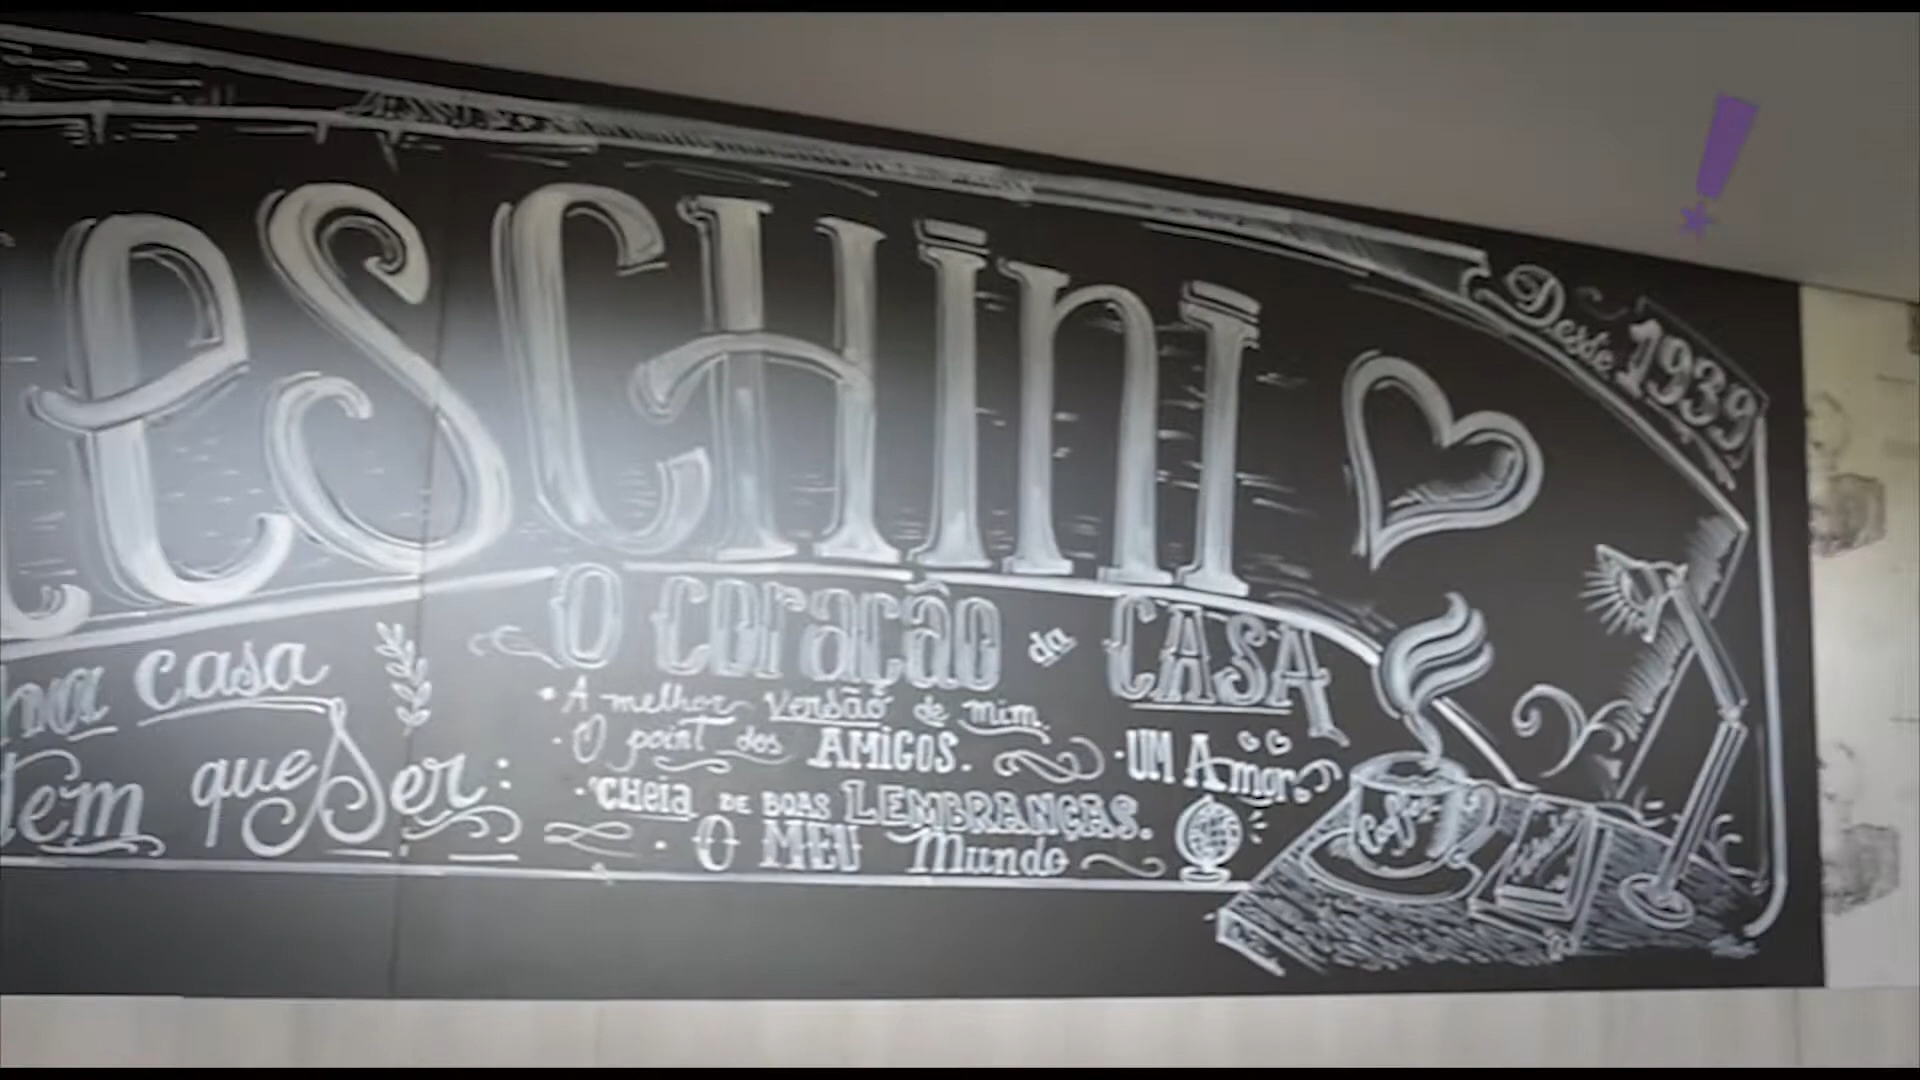 eSCHInI
Desde 1939
O coração da CASA
casa
tem que Ser:
• A melhor versão de mim.
• O point dos AMIGOS. • UM Amor
• CHeia DE BOAS LEMBRANÇAS.
• O MEU Mundo
Coffee